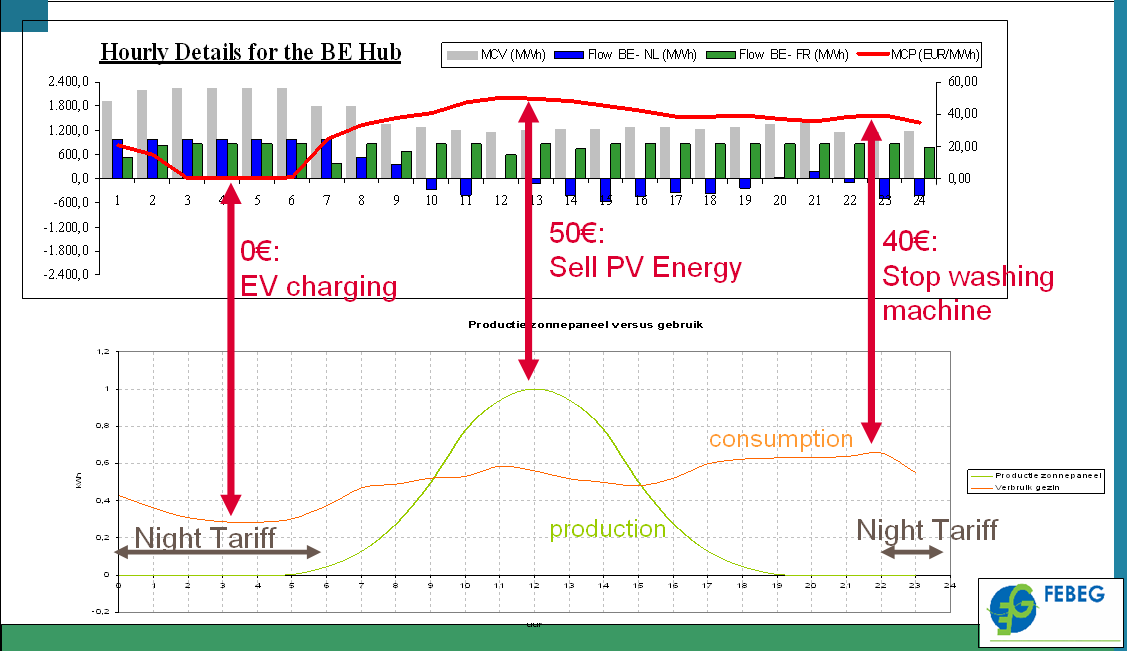 Hourly Details for the BE Hub
MCV (MWh) Flow BE- NL (MWh) Flow BE- FR (MWh) MCP (EUR/MWh)
2.400,0
1.800,0
1.200,0
600,0
0,0
-600,0
-1.200,0
-1.800,0
-2.400,0
60,00
40,00
20,00
0,00
1 2 3 4 5 6 7 8 9 10 11 12 13 14 15 16 17 18 19 20 21 22 23 24
0€:
EV charging
50€:
Sell PV Energy
40€:
Stop washing
machine
Productie zonnepaneel versus gebruik
1,2
1
0,8
0,6
0,4
0,2
0
-0,2
kWh
consumption
production
Night Tariff
Night Tariff
Productie zonnepaneel
Verbruik gezin
0 1 2 3 4 5 6 7 8 9 10 11 12 13 14 15 16 17 18 19 20 21 22 23 24
uur
FEBEG